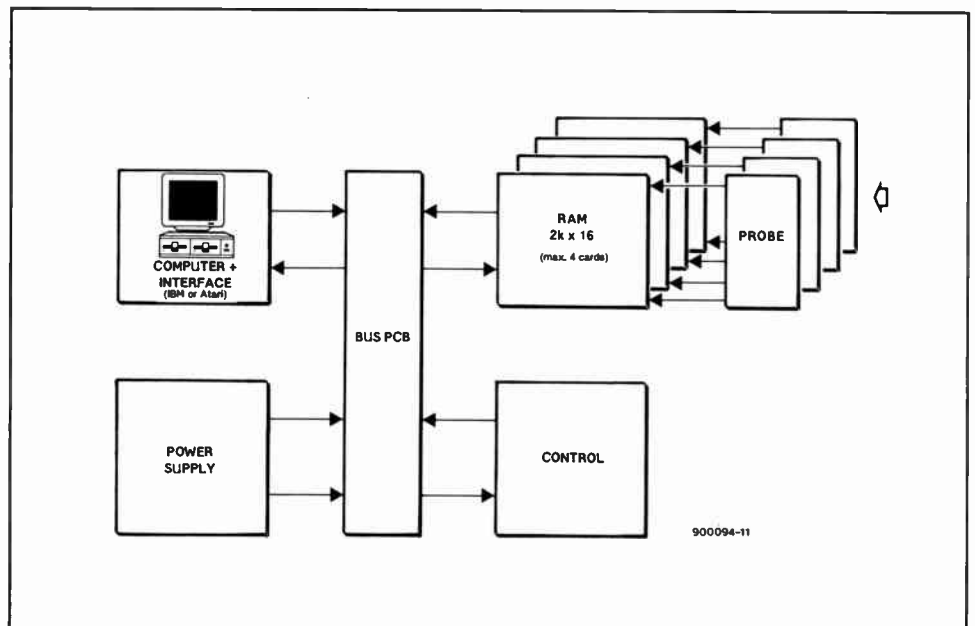 COMPUTER +
INTERFACE
(IBM or Atari)
BUS PCB
RAM
2k x 16
(max. 4 cards)
PROBE
POWER
SUPPLY
CONTROL
900094-11